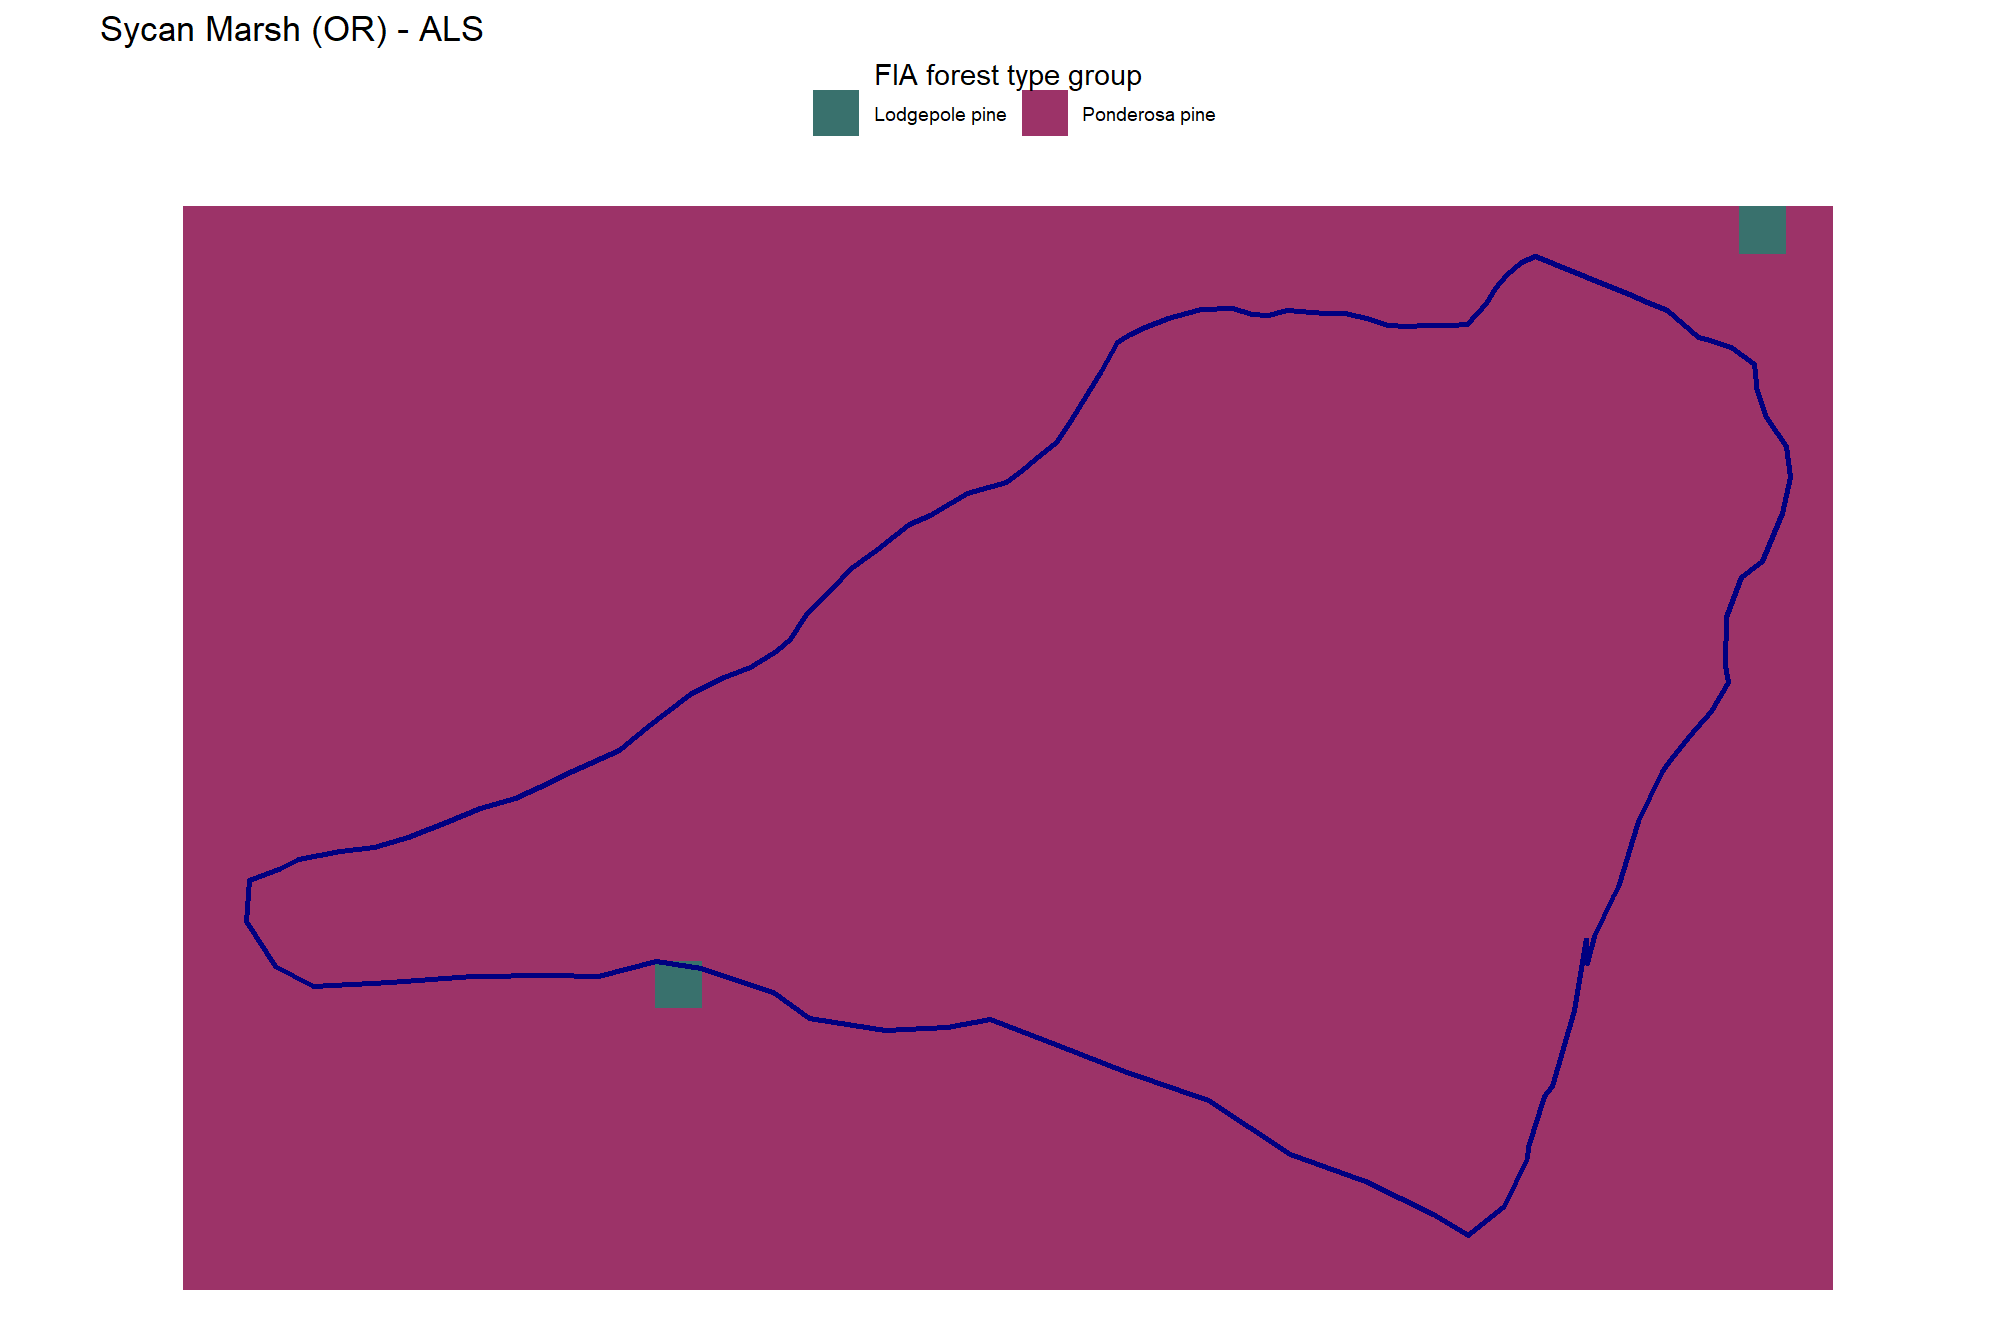 Sycan Marsh (OR) - ALS
FIA forest type group
Lodgepole pine
Ponderosa pine